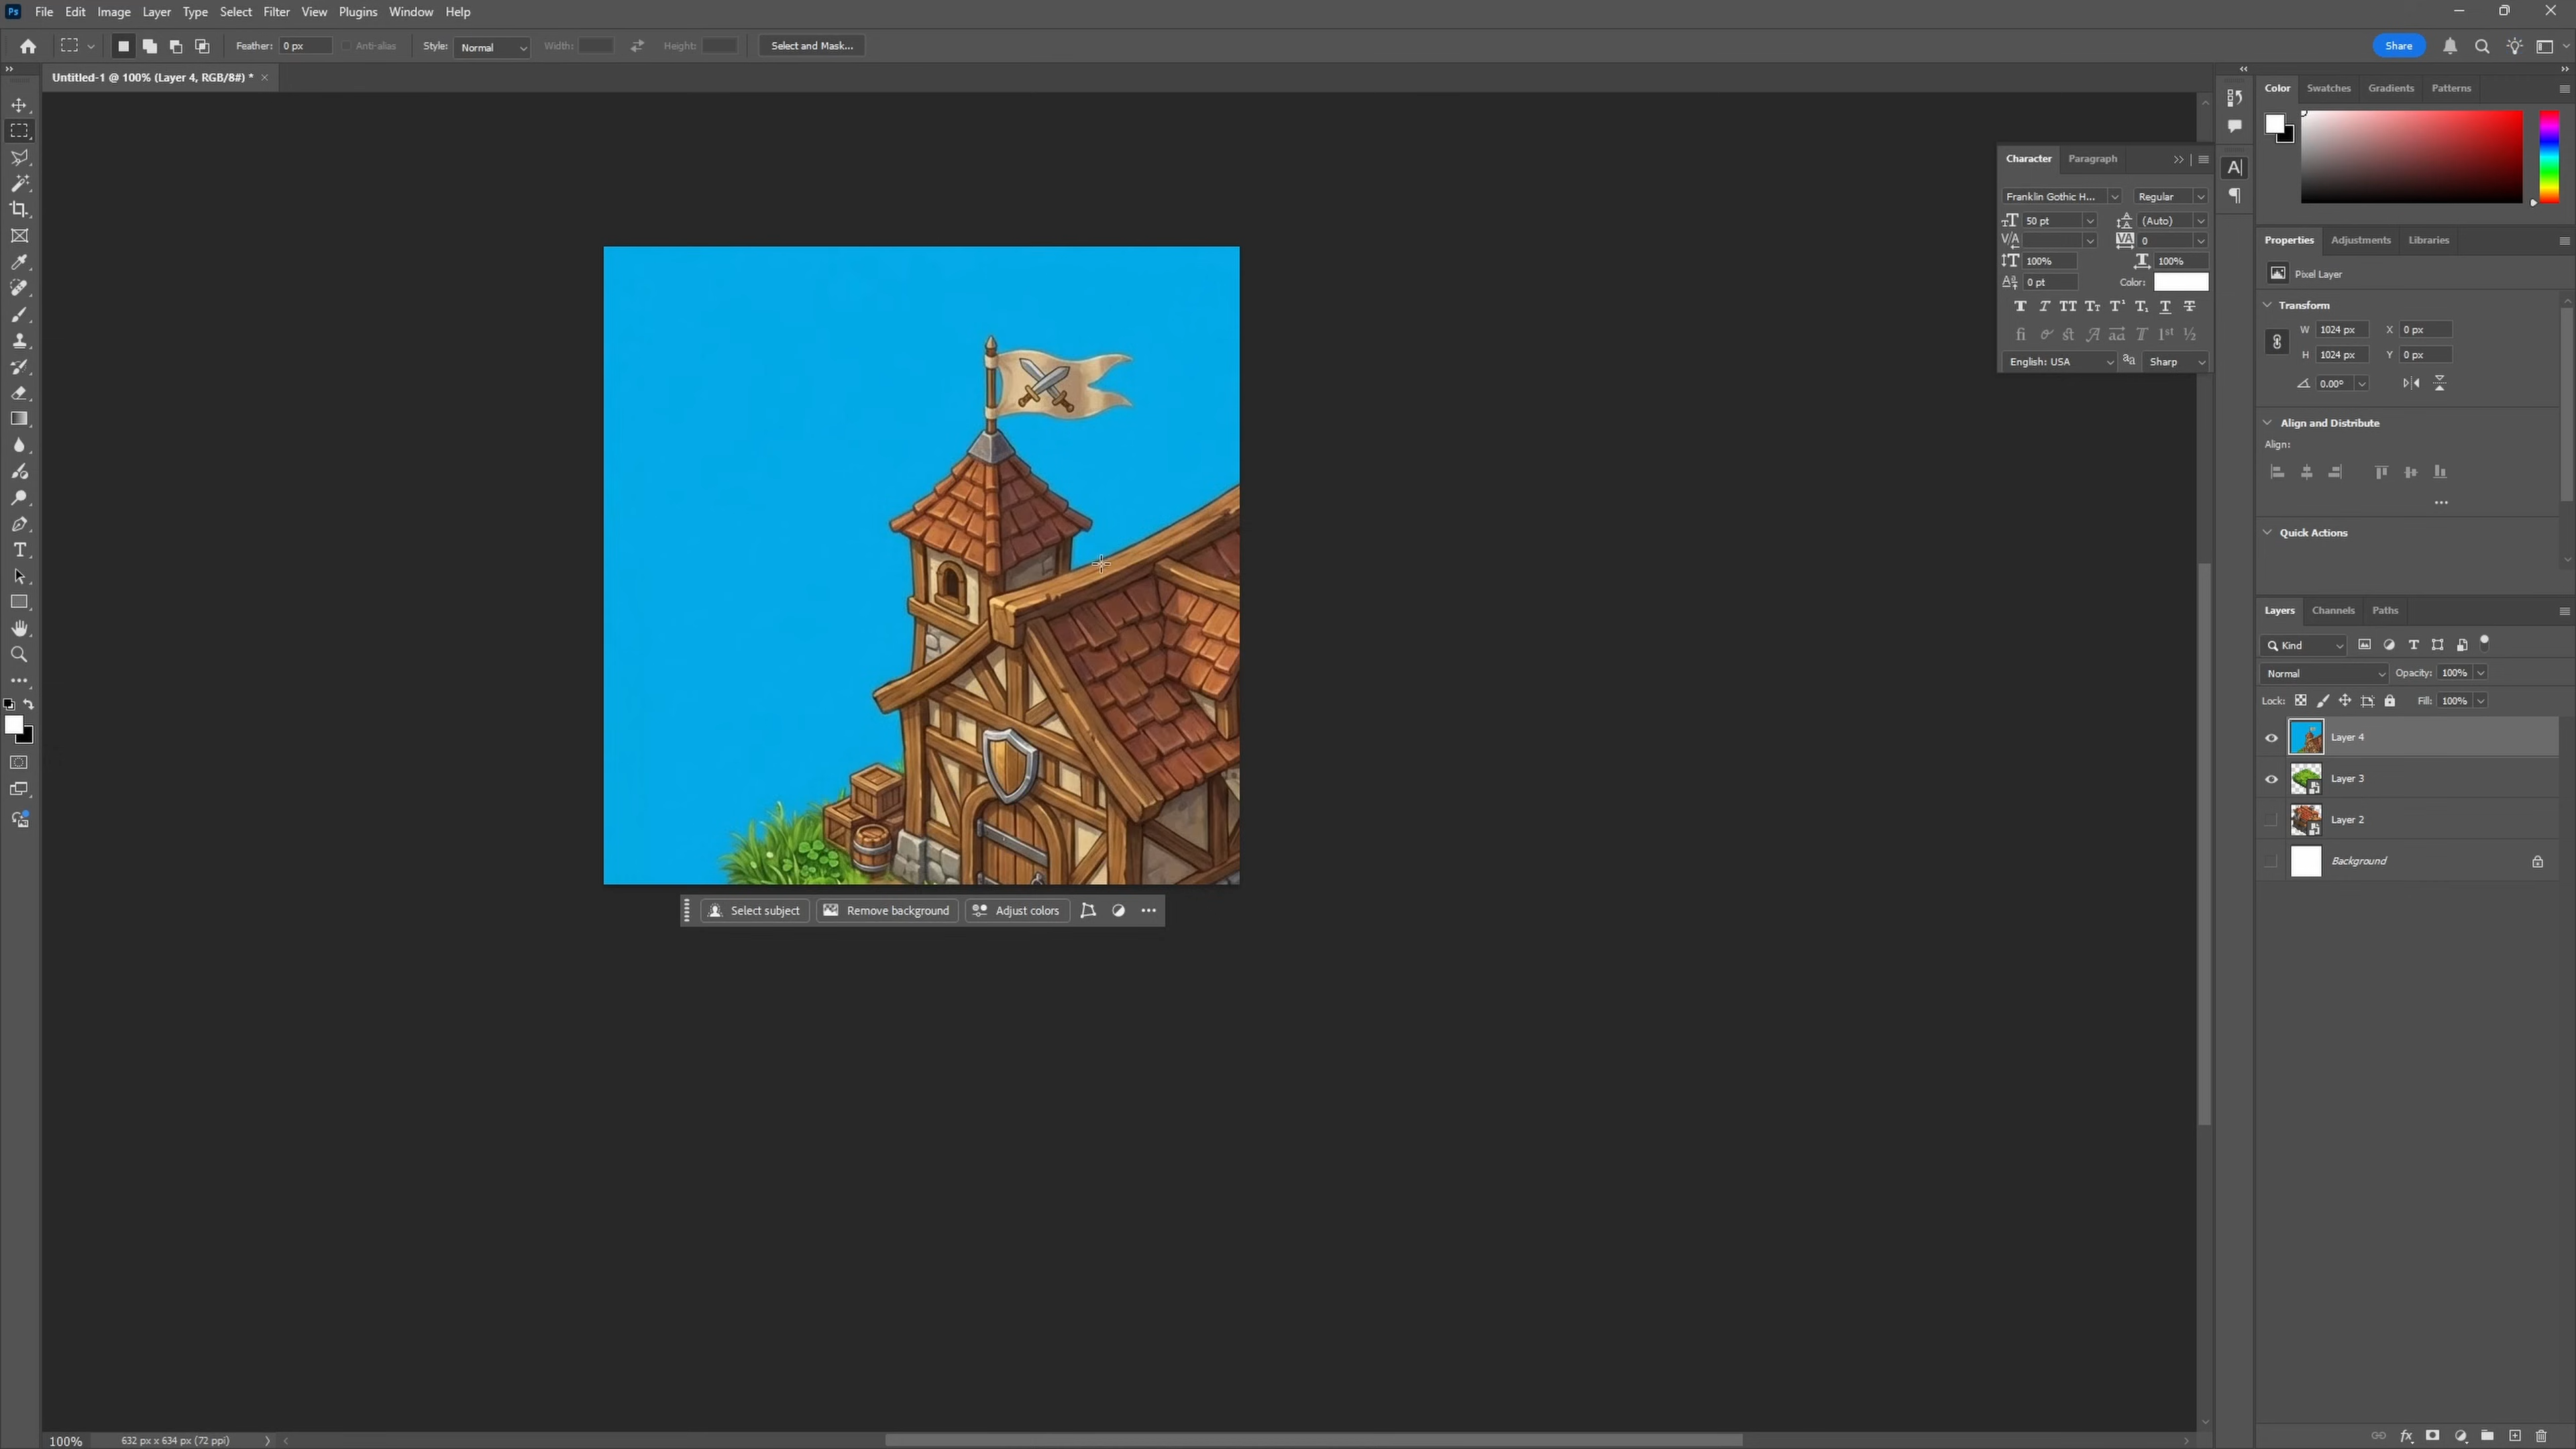 Ps File Edit Image Layer Type Select Filter View Plugins Window Help
Feather: 0 px Anti-alias Style: Normal Width: Height: Select and Mask... Share
Untitled-1 @ 100% (Layer 4, RGB/8#) * ×
Color Swatches Gradients Patterns
Character Paragraph
Franklin Gothic H... Regular
50 pt (Auto)
0
100% 100%
0 pt Color:
English: USA Sharp
Properties Adjustments Libraries
Pixel Layer
Transform
W 1024 px X 0 px
H 1024 px Y 0 px
0.00°
Align and Distribute
Align:
Quick Actions
Layers Channels Paths
Kind
Normal Opacity: 100%
Lock: Fill: 100%
Layer 4
Layer 3
Layer 2
Background
Select subject Remove background Adjust colors
100% 632 px x 634 px (72 ppi)